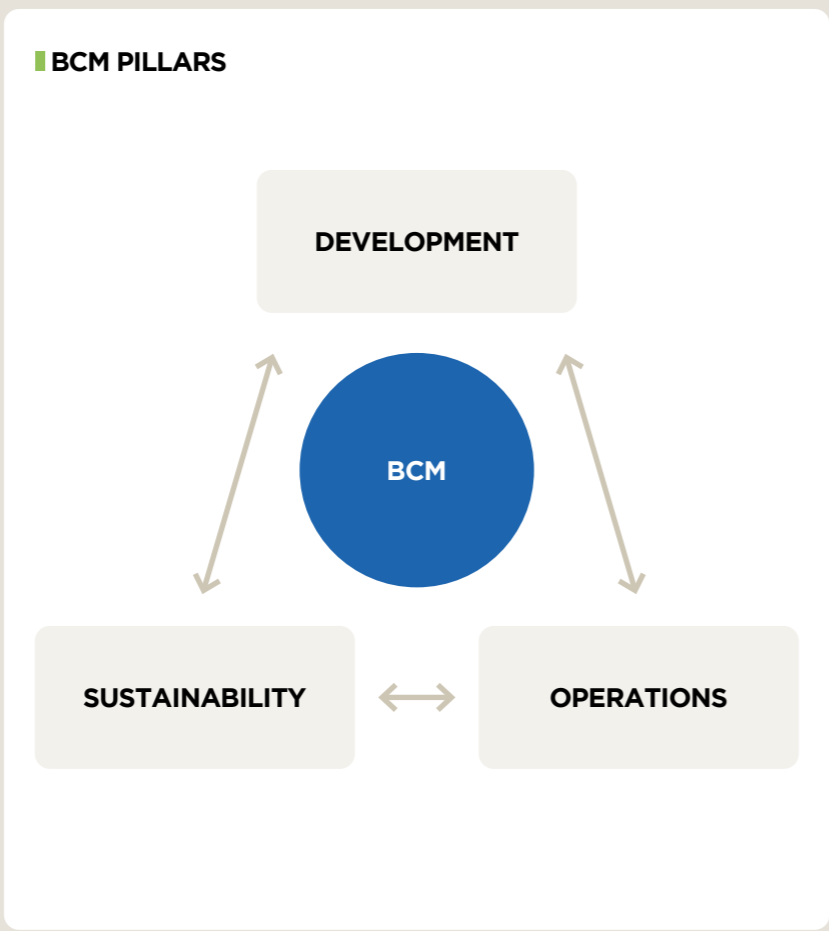 BCM PILLARS
DEVELOPMENT
BCM
SUSTAINABILITY
OPERATIONS